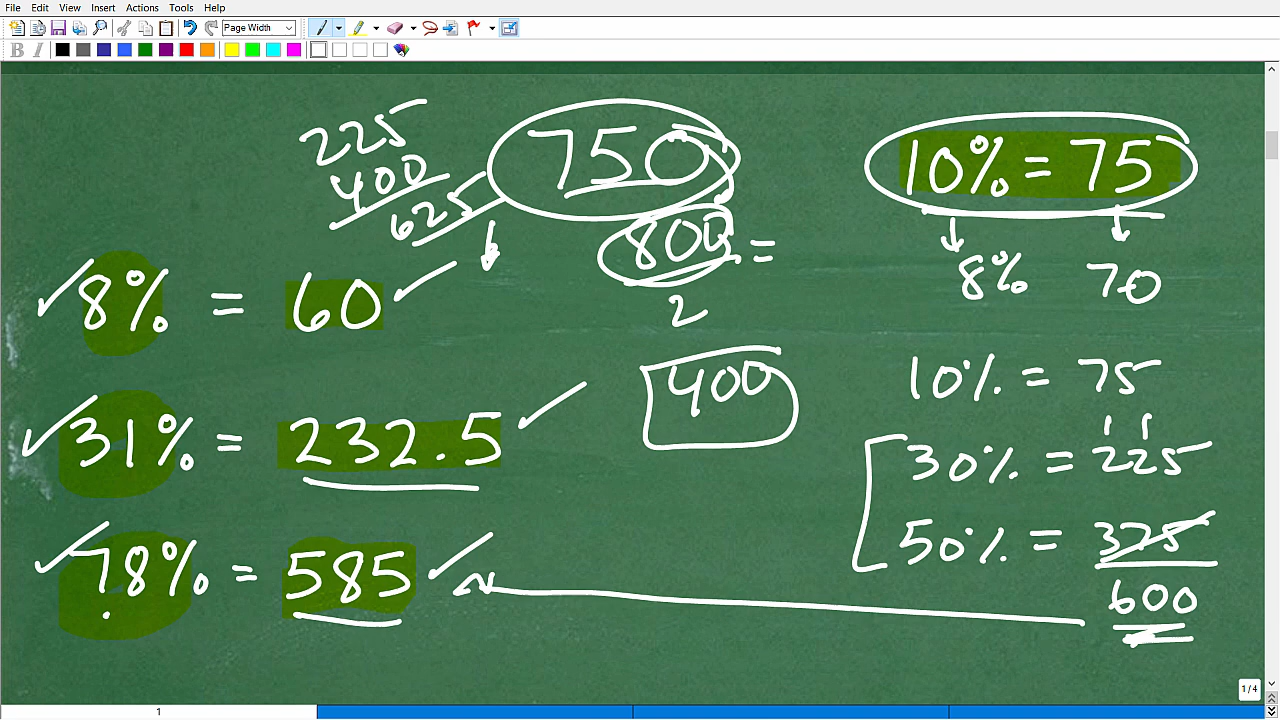 File Edit View Insert Actions Tools Help
Page Width
B I
225
400
625
750
800 =
2
400
8% = 60
31% = 232.5
78% = 585
10% = 75
8% 70
10% = 75
30% = 225
50% = 375
600
1/4
1